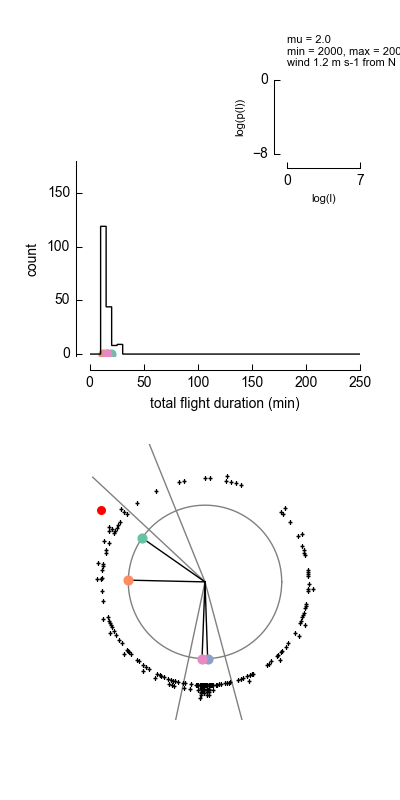 mu = 2.0
min = 2000, max = 200
wind 1.2 m s-1 from N
0
log(p(l))
−8
0 7
log(l)
150
100
50
0
count
0 50 100 150 200 250
total flight duration (min)